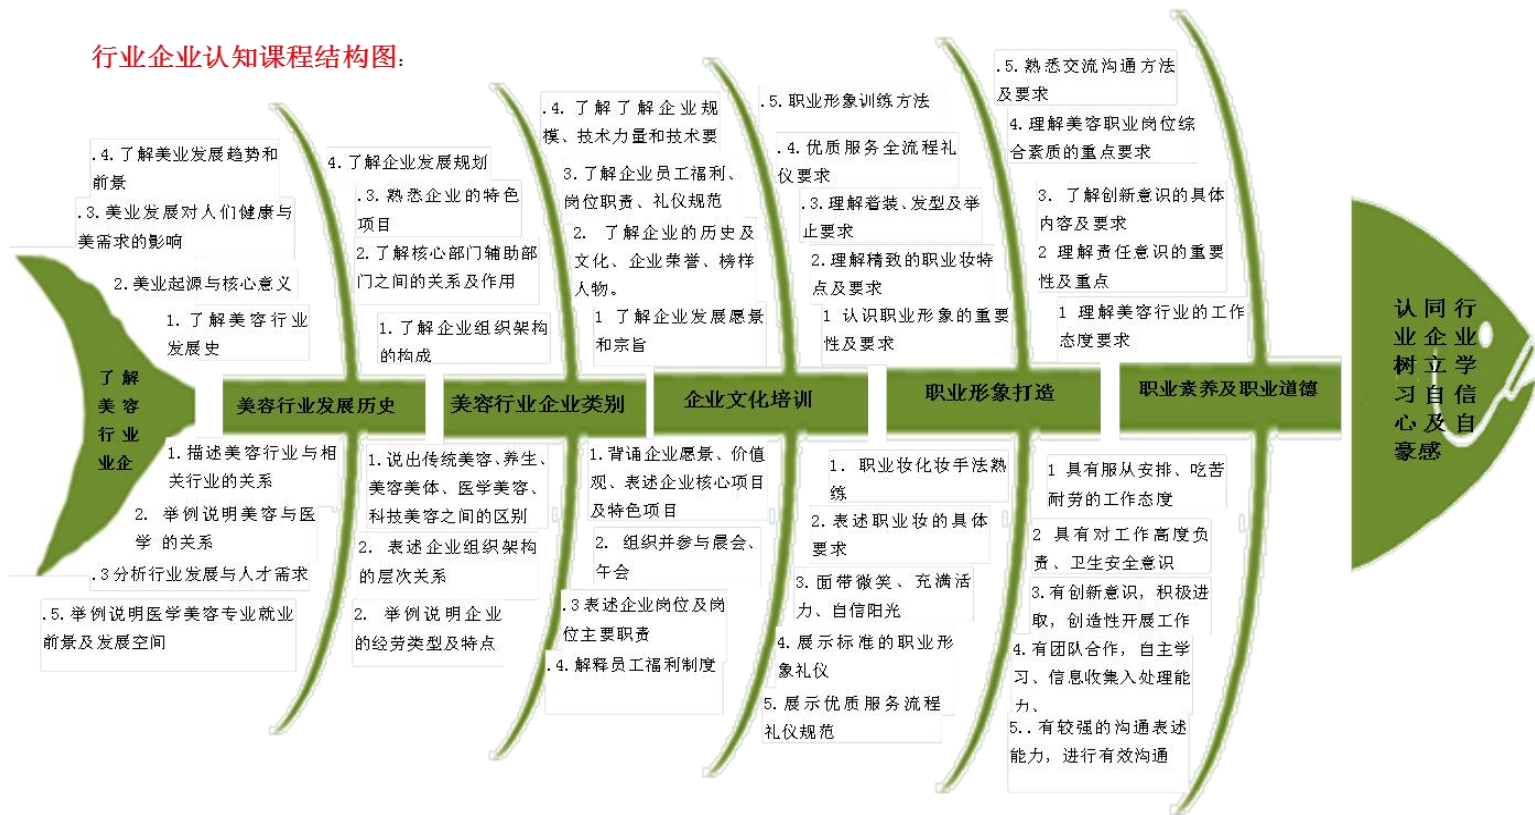 行业企业认知课程结构图：
.4.了解美业发展趋势和
前景
.3.美业发展对人们健康与
美需求的影响
2.美业起源与核心意义
1.了解美容行业
发展史
4.了解企业发展规划
.3.熟悉企业的特色
项目
2.了解核心部门辅助部
门之间的关系及作用
1.了解企业组织架构
的构成
.4.了解了解企业规
模、技术力量和技术要
3.了解企业员工福利、
岗位职责、礼仪规范
2. 了解企业的历史及
文化、企业荣誉、榜样
人物。
1 了解企业发展愿景
和宗旨
.5.职业形象训练方法
.4.优质服务全流程礼
仪要求
.3.理解着装、发型及举
止要求
2.理解精致的职业妆特
点及要求
1 认识职业形象的重要
性及要求
.5.熟悉交流沟通方法
及要求
4.理解美容职业岗位综
合素质的重点要求
3. 了解创新意识的具体
内容及要求
2 理解责任意识的重要
性及重点
1 理解美容行业的工作
态度要求
了解
美容
行业
业企
美容行业发展历史
美容行业企业类别
企业文化培训
职业形象打造
职业素养及职业道德
认同行
业企业
树立学
习自信
心及自
豪感
1.描述美容行业与相
关行业的关系
2. 举例说明美容与医
学 的关系
.3分析行业发展与人才需求
.5.举例说明医学美容专业就业
前景及发展空间
1.说出传统美容、养生、
美容美体、医学美容、
科技美容之间的区别
2. 表述企业组织架构
的层次关系
2. 举例说明企业
的经劳类型及特点
1.背诵企业愿景、价值
观、表述企业核心项目
及特色项目
2. 组织并参与晨会、
午会
.3表述企业岗位及岗
位主要职责
.4.解释员工福利制度
1. 职业妆化妆手法熟
练
2.表述职业妆的具体
要求
3.面带微笑、充满活
力、自信阳光
4.展示标准的职业形
象礼仪
5.展示优质服务流程
礼仪规范
1 具有服从安排、吃苦
耐劳的工作态度
2 具有对工作高度负
责、卫生安全意识
3.有创新意识，积极进
取，创造性开展工作
4.有团队合作，自主学
习、信息收集入处理能
力、
5..有较强的沟通表述
能力，进行有效沟通